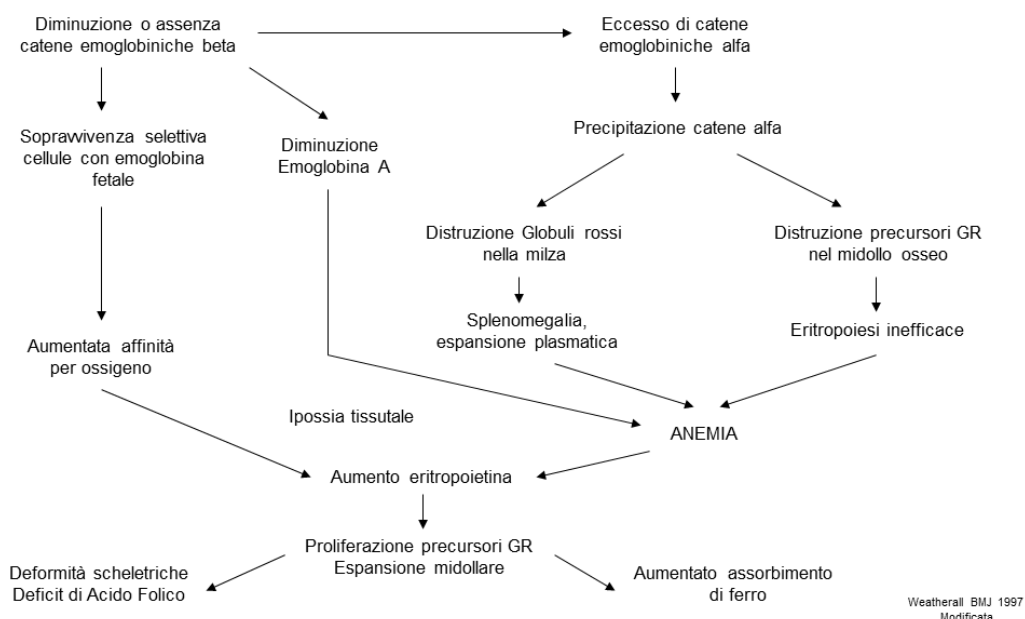 Diminuzione o assenza
catene emoglobiniche beta
Eccesso di catene
emoglobiniche alfa
Sopravvivenza selettiva
cellule con emoglobina
fetale
Diminuzione
Emoglobina A
Precipitazione catene alfa
Distruzione Globuli rossi
nella milza
Distruzione precursori GR
nel midollo osseo
Splenomegalia,
espansione plasmatica
Eritropoiesi inefficace
Aumentata affinità
per ossigeno
Ipossia tissutale
ANEMIA
Aumento eritropoietina
Proliferazione precursori GR
Espansione midollare
Deformità scheletriche
Deficit di Acido Folico
Aumentato assorbimento
di ferro
Weatherall BMJ 1997
Modificata